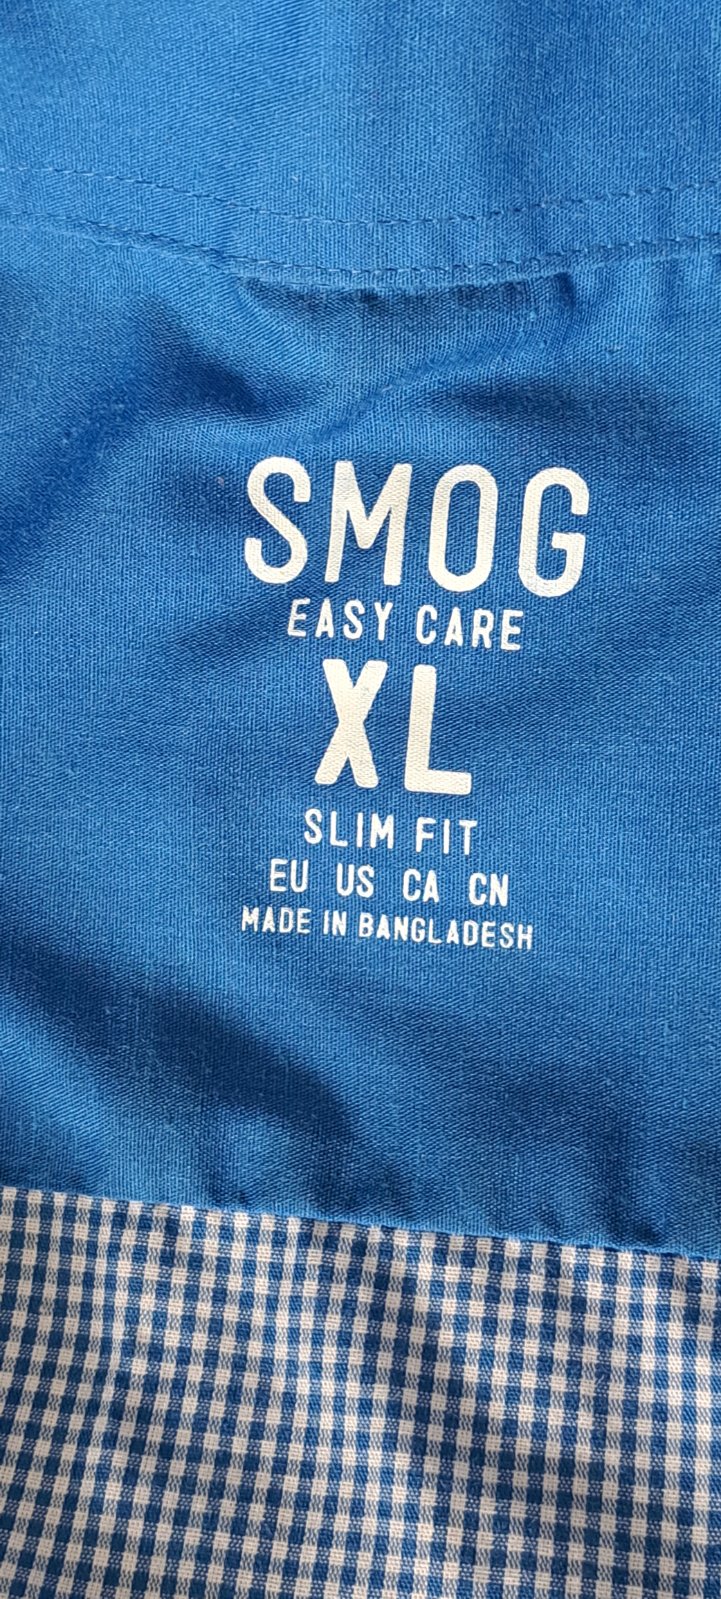 SMOG
EASY CARE
XL
SLIM FIT
EU US CA CN
MADE IN BANGLADESH